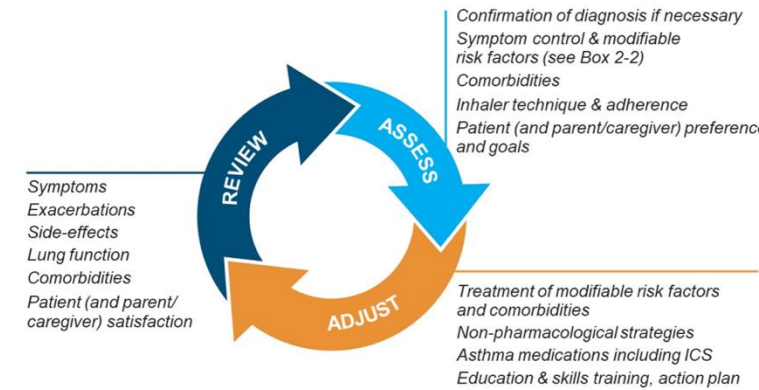 Confirmation of diagnosis if necessary
Symptom control & modifiable
risk factors (see Box 2-2)
Comorbidities
Inhaler technique & adherence
Patient (and parent/caregiver) preference
and goals
ASSESS
REVIEW
Symptoms
Exacerbations
Side-effects
Lung function
Comorbidities
Patient (and parent/
caregiver) satisfaction
ADJUST
Treatment of modifiable risk factors
and comorbidities
Non-pharmacological strategies
Asthma medications including ICS
Education & skills training, action plan